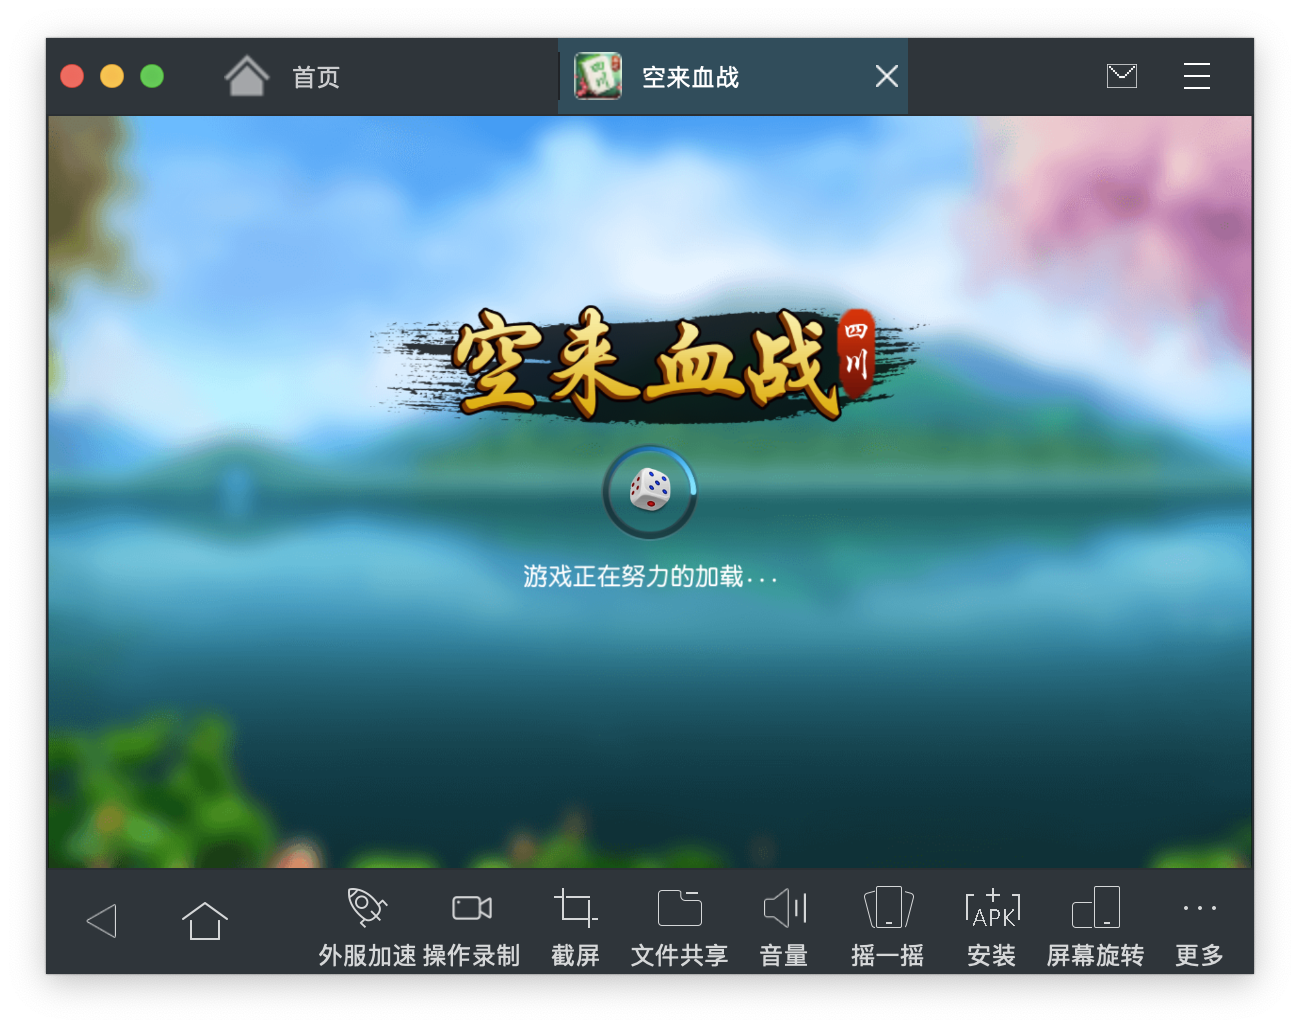 首页
空来血战
空来血战
四川
游戏正在努力的加载...
外服加速
操作录制
截屏
文件共享
音量
摇一摇
APK
安装
屏幕旋转
更多